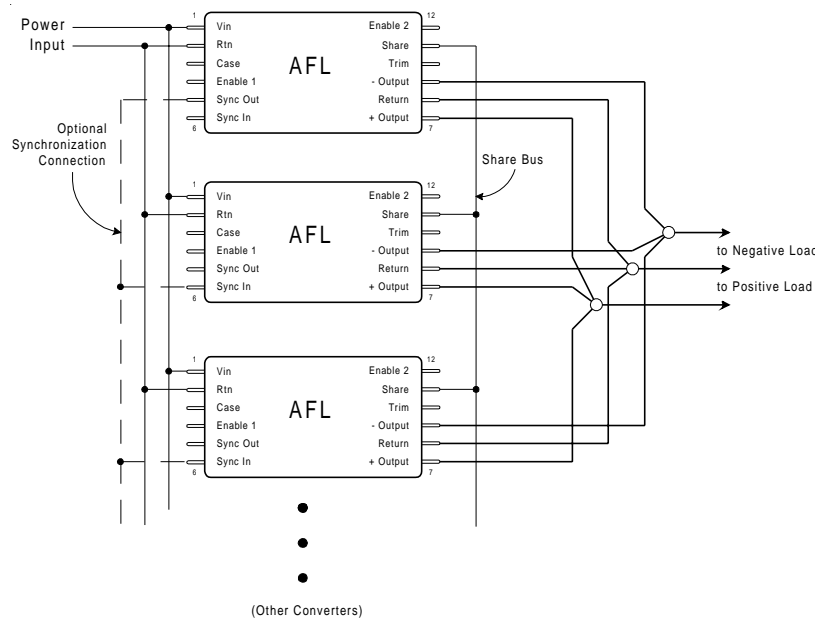 Power
Input
1
Vin
Rtn
Case
Enable 1
Sync Out
Sync In
6
AFL
12
Enable 2
Share
Trim
- Output
Return
+ Output
7
Optional
Synchronization
Connection
Share Bus
1
Vin
Rtn
Case
Enable 1
Sync Out
Sync In
6
AFL
12
Enable 2
Share
Trim
- Output
Return
+ Output
7
to Negative Load
to Positive Load
1
Vin
Rtn
Case
Enable 1
Sync Out
Sync In
6
AFL
12
Enable 2
Share
Trim
- Output
Return
+ Output
7
(Other Converters)